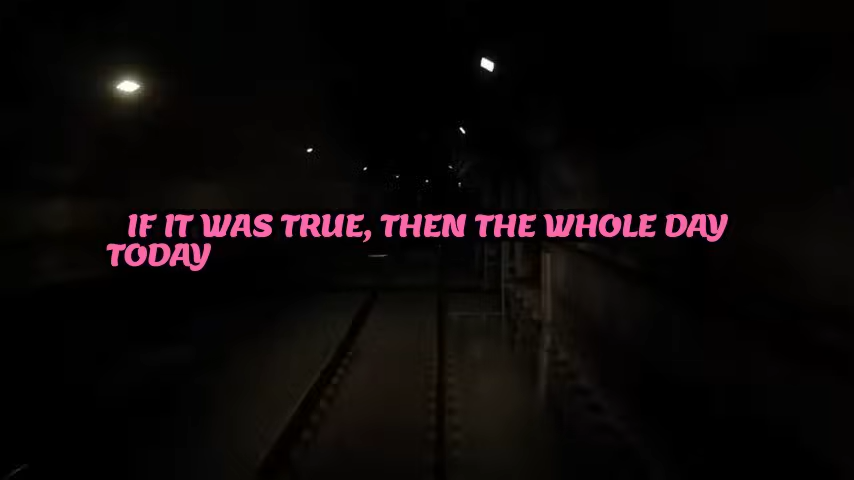 IF IT WAS TRUE, THEN THE WHOLE DAY
TODAY